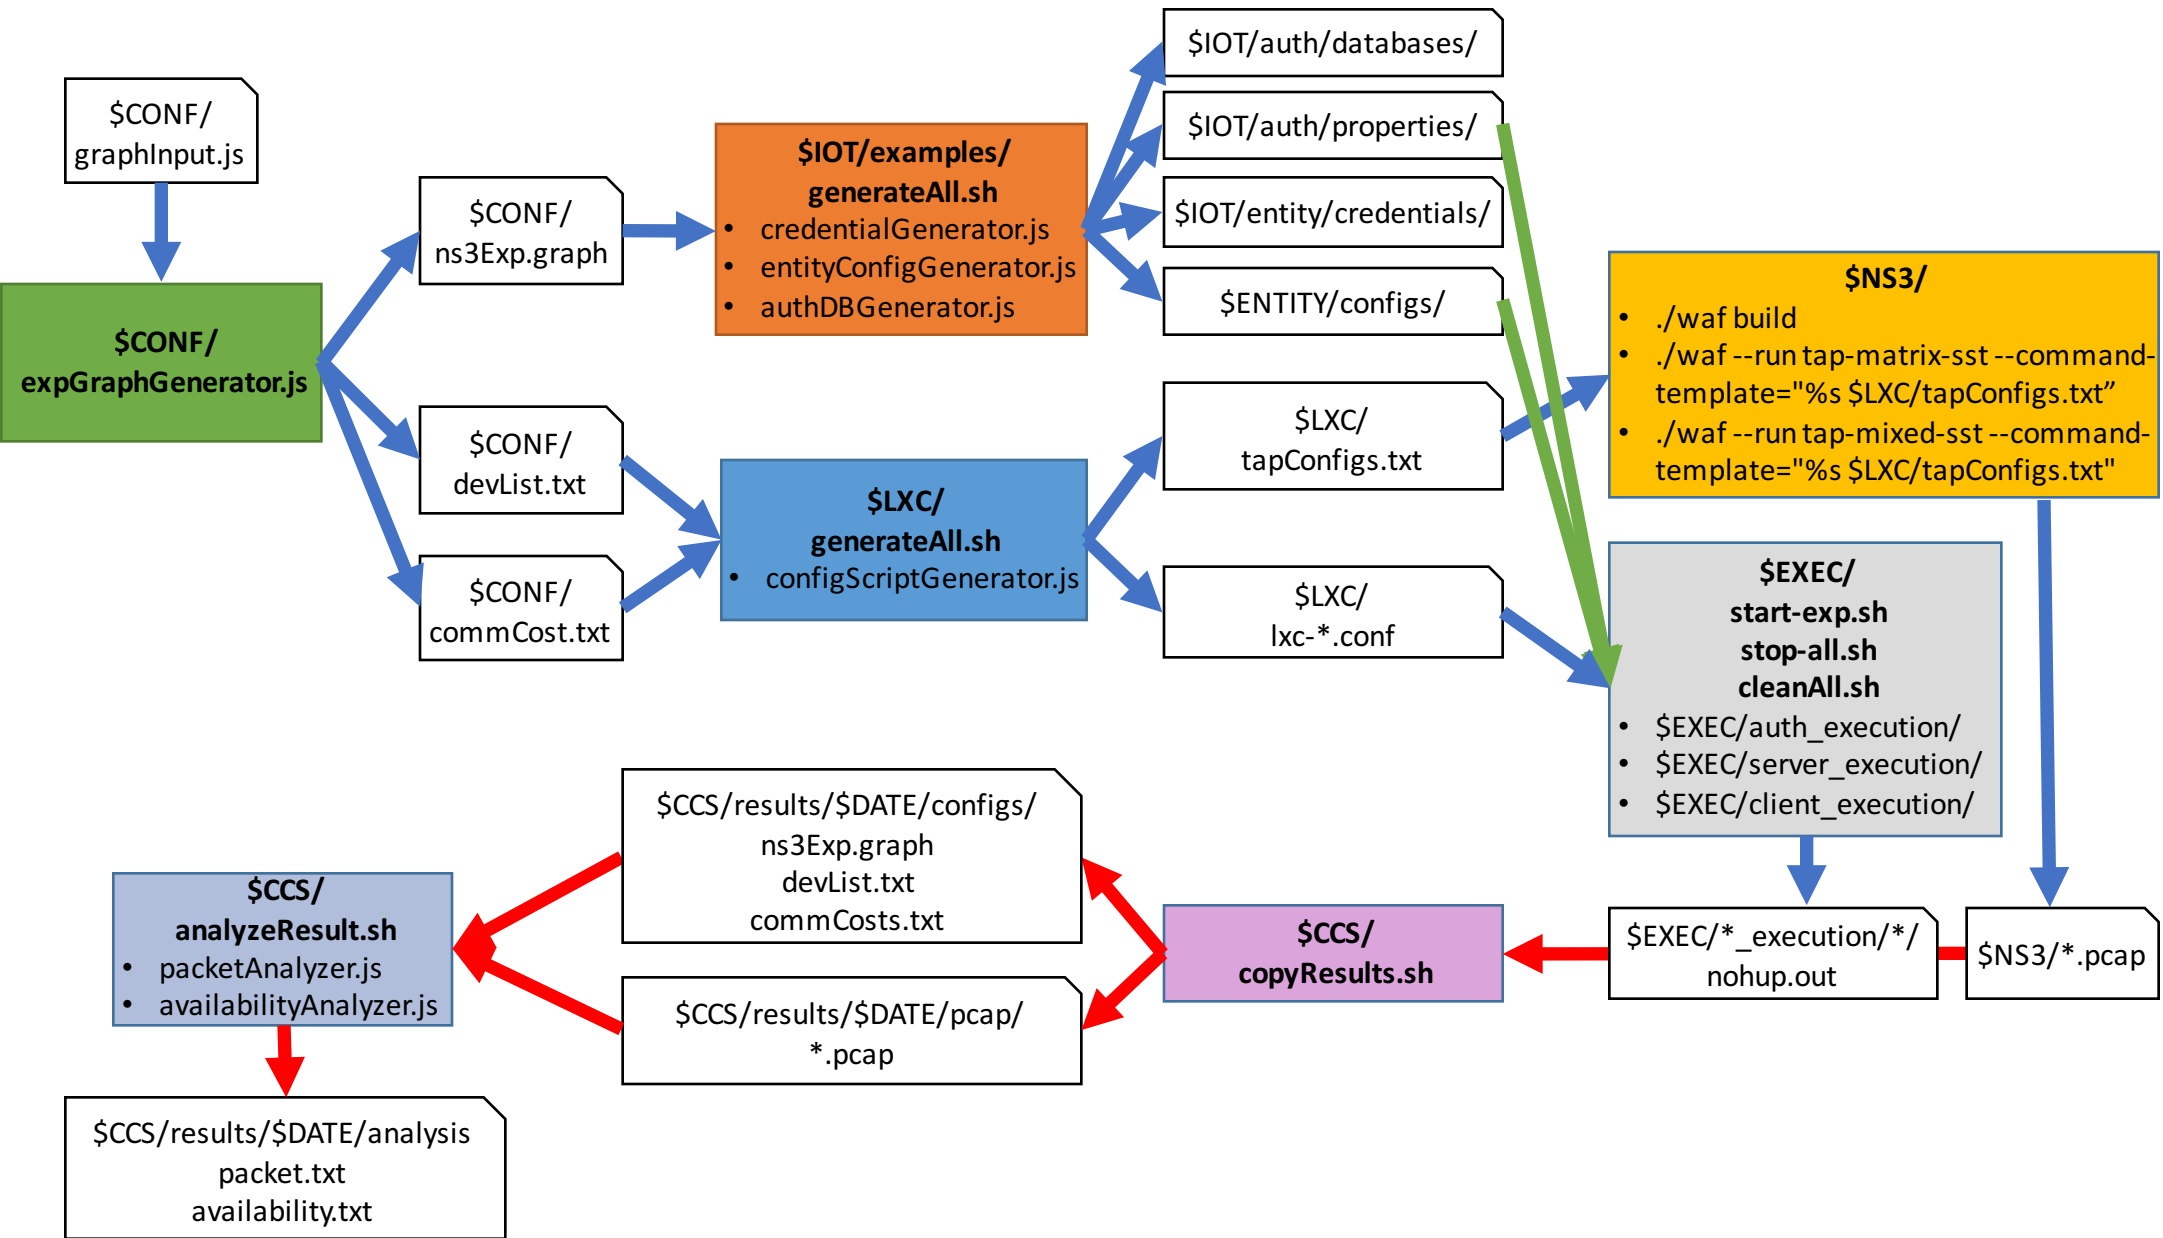 $CONF/
graphInput.js
$CONF/
expGraphGenerator.js
$CONF/
ns3Exp.graph
$CONF/
devList.txt
$CONF/
commCost.txt
$IOT/examples/
generateAll.sh
• credentialGenerator.js
• entityConfigGenerator.js
• authDBGenerator.js
$LXC/
generateAll.sh
• configScriptGenerator.js
$IOT/auth/databases/
$IOT/auth/properties/
$IOT/entity/credentials/
$ENTITY/configs/
$LXC/
tapConfigs.txt
$LXC/
lxc-*.conf
$NS3/
• ./waf build
• ./waf --run tap-matrix-sst --command-
template="%s $LXC/tapConfigs.txt”
• ./waf --run tap-mixed-sst --command-
template="%s $LXC/tapConfigs.txt"
$EXEC/
start-exp.sh
stop-all.sh
cleanAll.sh
• $EXEC/auth_execution/
• $EXEC/server_execution/
• $EXEC/client_execution/
$EXEC/*_execution/*/
nohup.out
$NS3/*.pcap
$CCS/
copyResults.sh
$CCS/results/$DATE/configs/
ns3Exp.graph
devList.txt
commCosts.txt
$CCS/results/$DATE/pcap/
*.pcap
$CCS/
analyzeResult.sh
• packetAnalyzer.js
• availabilityAnalyzer.js
$CCS/results/$DATE/analysis
packet.txt
availability.txt